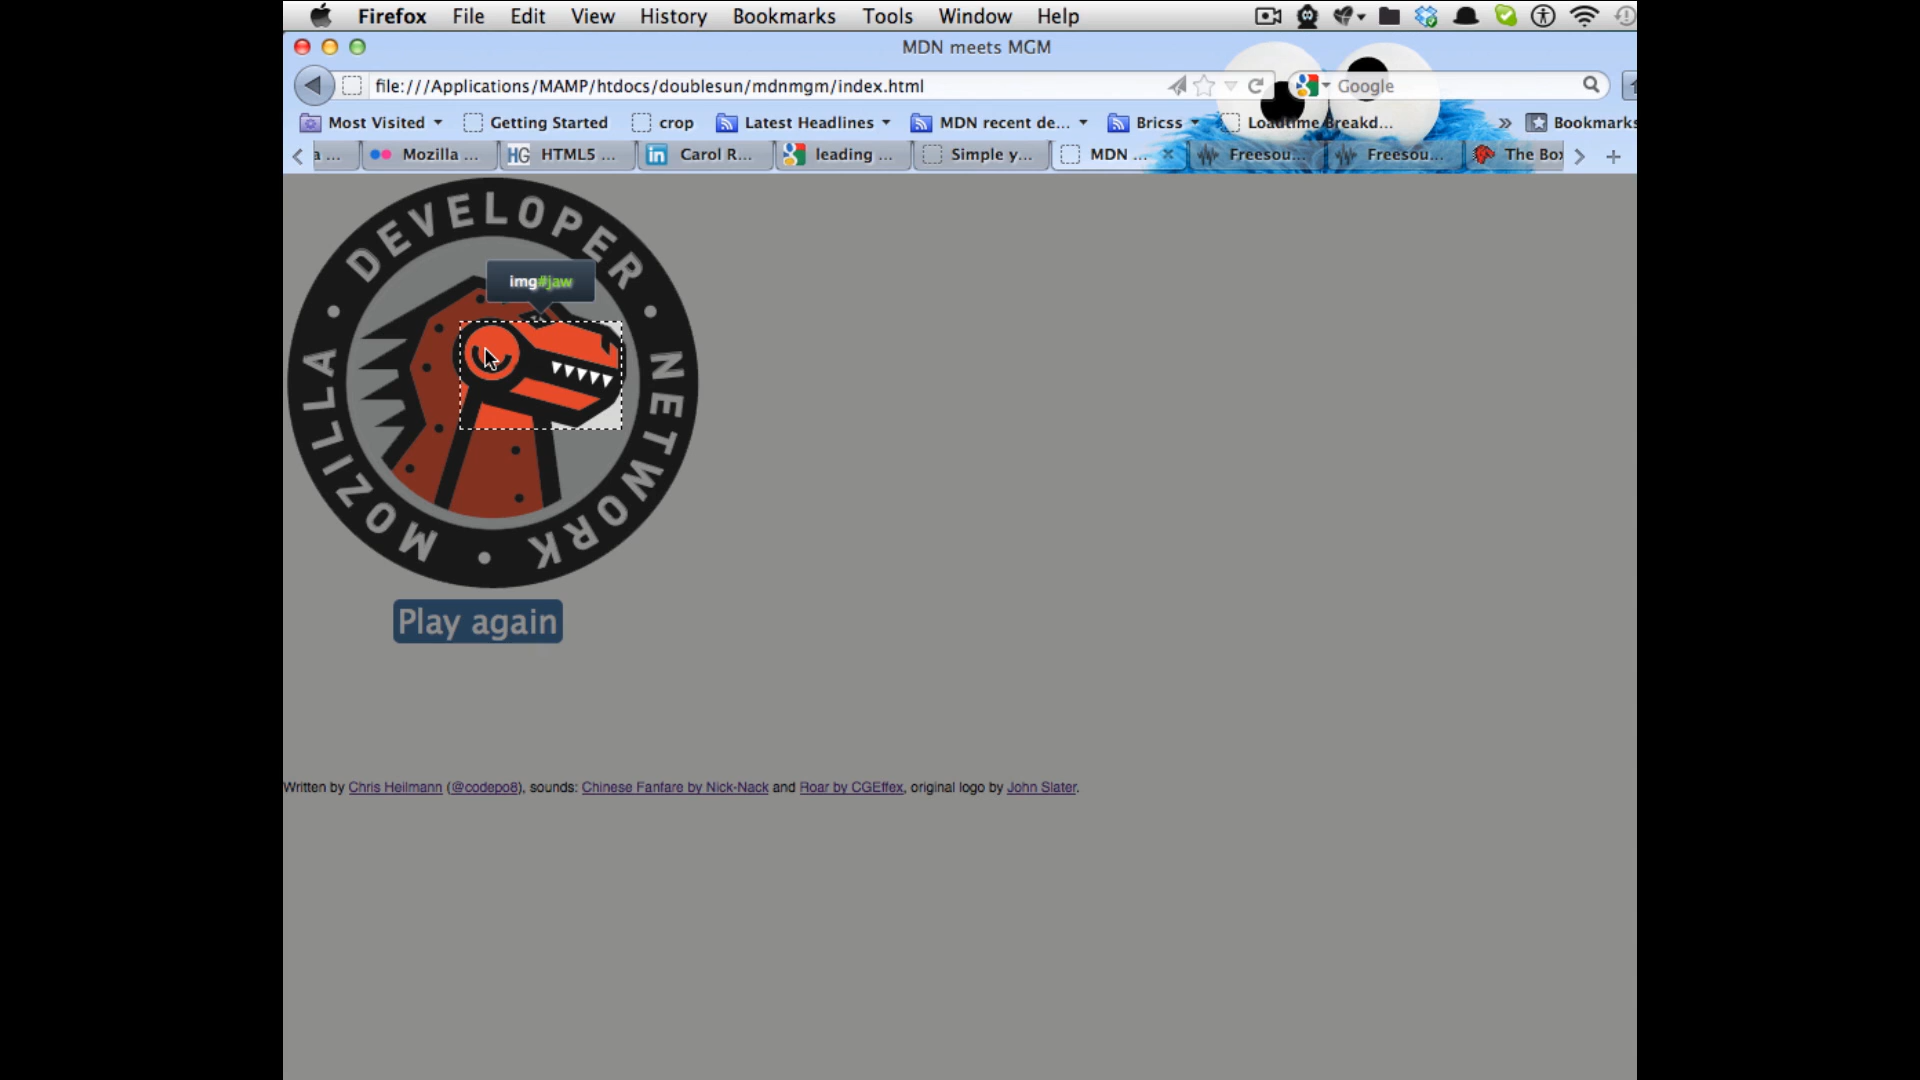 Firefox File Edit View History Bookmarks Tools Window Help
MDN meets MGM
file:///Applications/MAMP/htdocs/doublesun/mdnmgm/index.html Google
Most Visited Getting Started crop Latest Headlines MDN recent de... Bricss Loadtime Breakd... » Bookmarks
a ... Mozilla ... HG HTML5 ... in Carol R... leading ... Simple y... MDN ... Freesou... Freesou... The Box
MOZILLA • DEVELOPER • NETWORK •
img#jaw
Play again
Written by Chris Heilmann (@codepo8), sounds: Chinese Fanfare by Nick-Nack and Roar by CGEffex, original logo by John Slater.